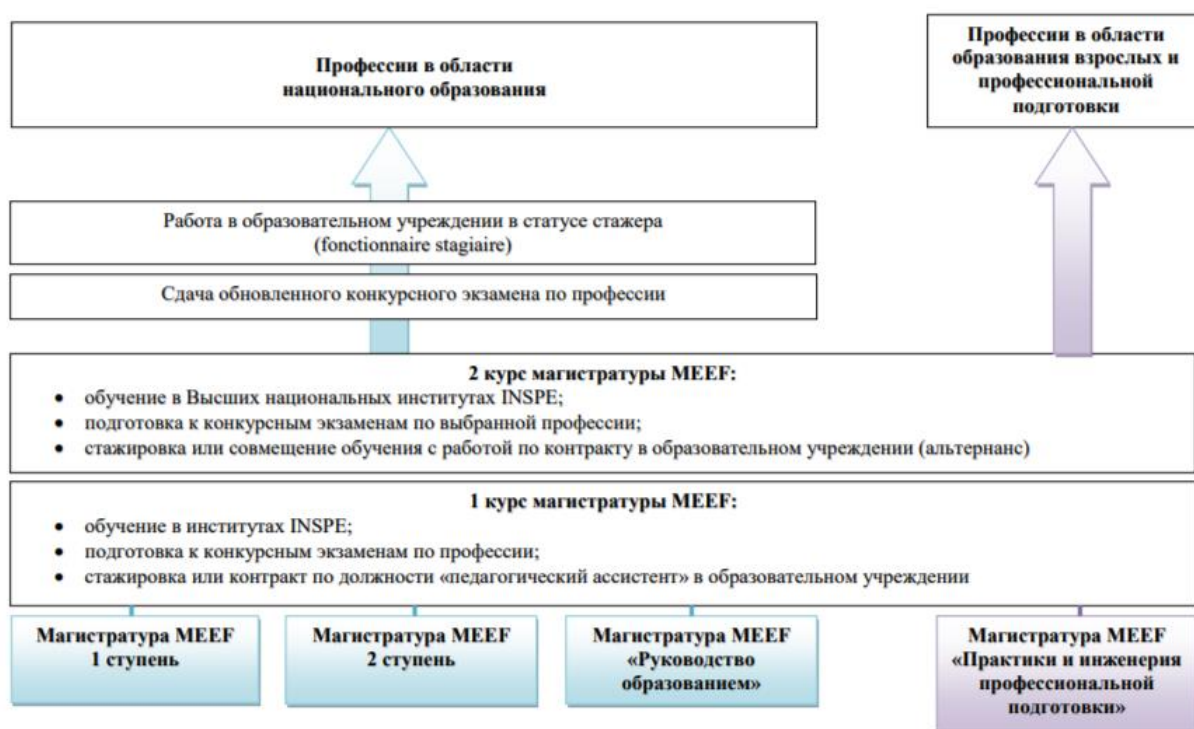 Профессии в области
национального образования
Профессии в области
образования взрослых и
профессиональной
подготовки
Работа в образовательном учреждении в статусе стажера
(fonctionnaire stagiaire)
Сдача обновленного конкурсного экзамена по профессии
2 курс магистратуры MEEF:
• обучение в Высших национальных институтах INSPE;
• подготовка к конкурсным экзаменам по выбранной профессии;
• стажировка или совмещение обучения с работой по контракту в образовательном учреждении (альтернанс)
1 курс магистратуры MEEF:
• обучение в институтах INSPE;
• подготовка к конкурсным экзаменам по профессии;
• стажировка или контракт по должности «педагогический ассистент» в образовательном учреждении
Магистратура MEEF
1 ступень
Магистратура MEEF
2 ступень
Магистратура MEEF
«Руководство
образованием»
Магистратура MEEF
«Практики и инженерия
профессиональной
подготовки»